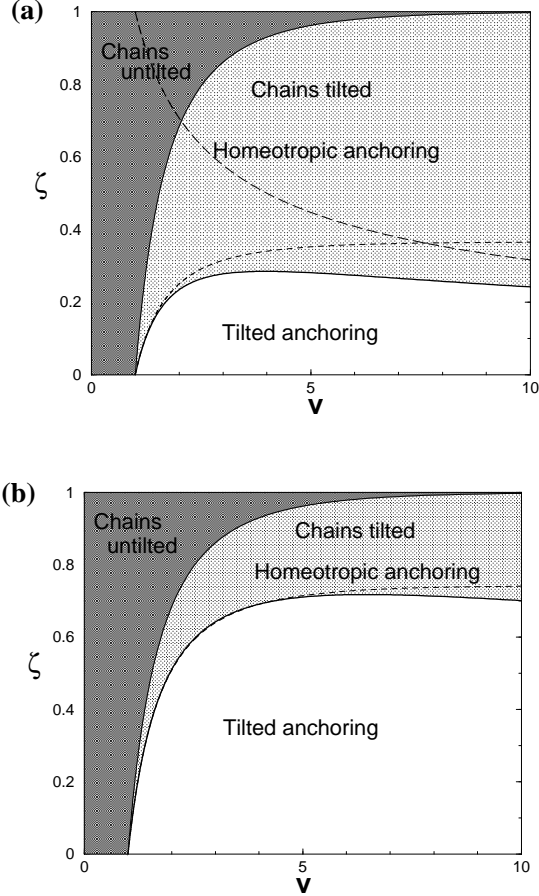 (a)
1
Chains
untilted
Chains tilted
0.8
Homeotropic anchoring
0.6
ζ
0.4
0.2
Tilted anchoring
0
0
5
10
v
(b)
1
Chains
untilted
Chains tilted
0.8
Homeotropic anchoring
0.6
ζ
0.4
Tilted anchoring
0.2
0
0
5
10
v